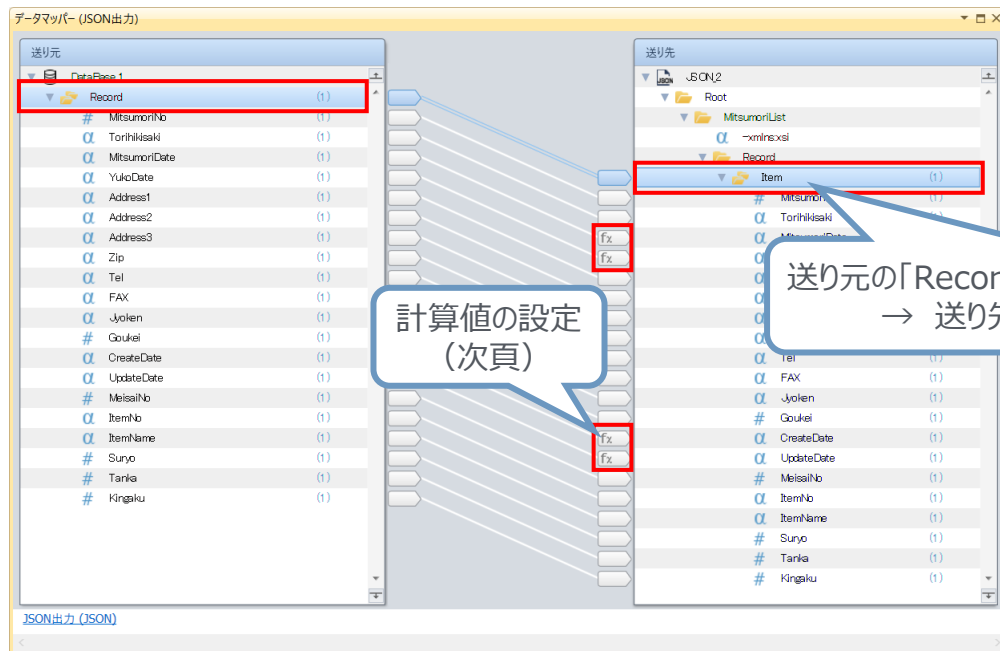 データマッパー (JSON出力)
送り元
DataBase1
Record (1)
MitsumoriNo (1)
Torihikisaki (1)
MitsumoriDate (1)
YukoDate (1)
Address1 (1)
Address2 (1)
Address3 (1)
Zip (1)
Tel (1)
FAX (1)
Jyoken (1)
Goukei (1)
CreateDate (1)
UpdateDate (1)
MeisaiNo (1)
ItemNo (1)
ItemName (1)
Suryo (1)
Tanka (1)
Kingaku (1)
fx
fx
計算値の設定
（次頁）
fx
fx
送り先
JSON_2
Root
MitsumoriList
-xmlns:xsi
Record
Item (1)
(1)
Torihikisaki
送り元の「Recor
→ 送り先
Tel (1)
FAX (1)
Jyoken (1)
Goukei (1)
CreateDate (1)
UpdateDate (1)
MeisaiNo (1)
ItemNo (1)
ItemName (1)
Suryo (1)
Tanka (1)
Kingaku (1)
JSON出力 (JSON)